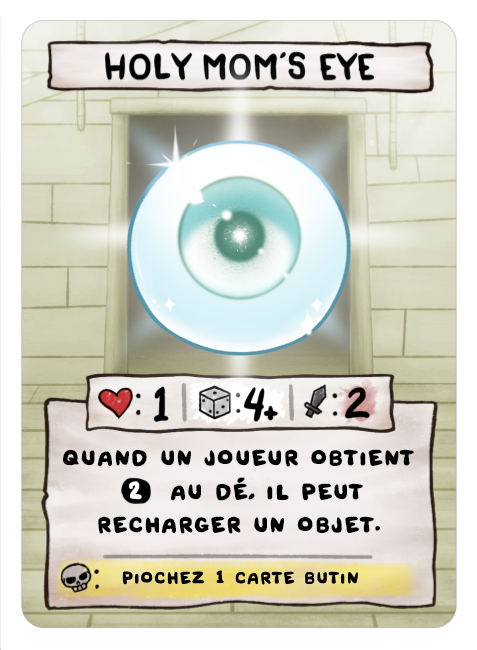 HOLY MOM'S EYE
:1 :4+ :2
QUAND UN JOUEUR OBTIENT
2 AU DÉ, IL PEUT
RECHARGER UN OBJET.
: PIOCHEZ 1 CARTE BUTIN